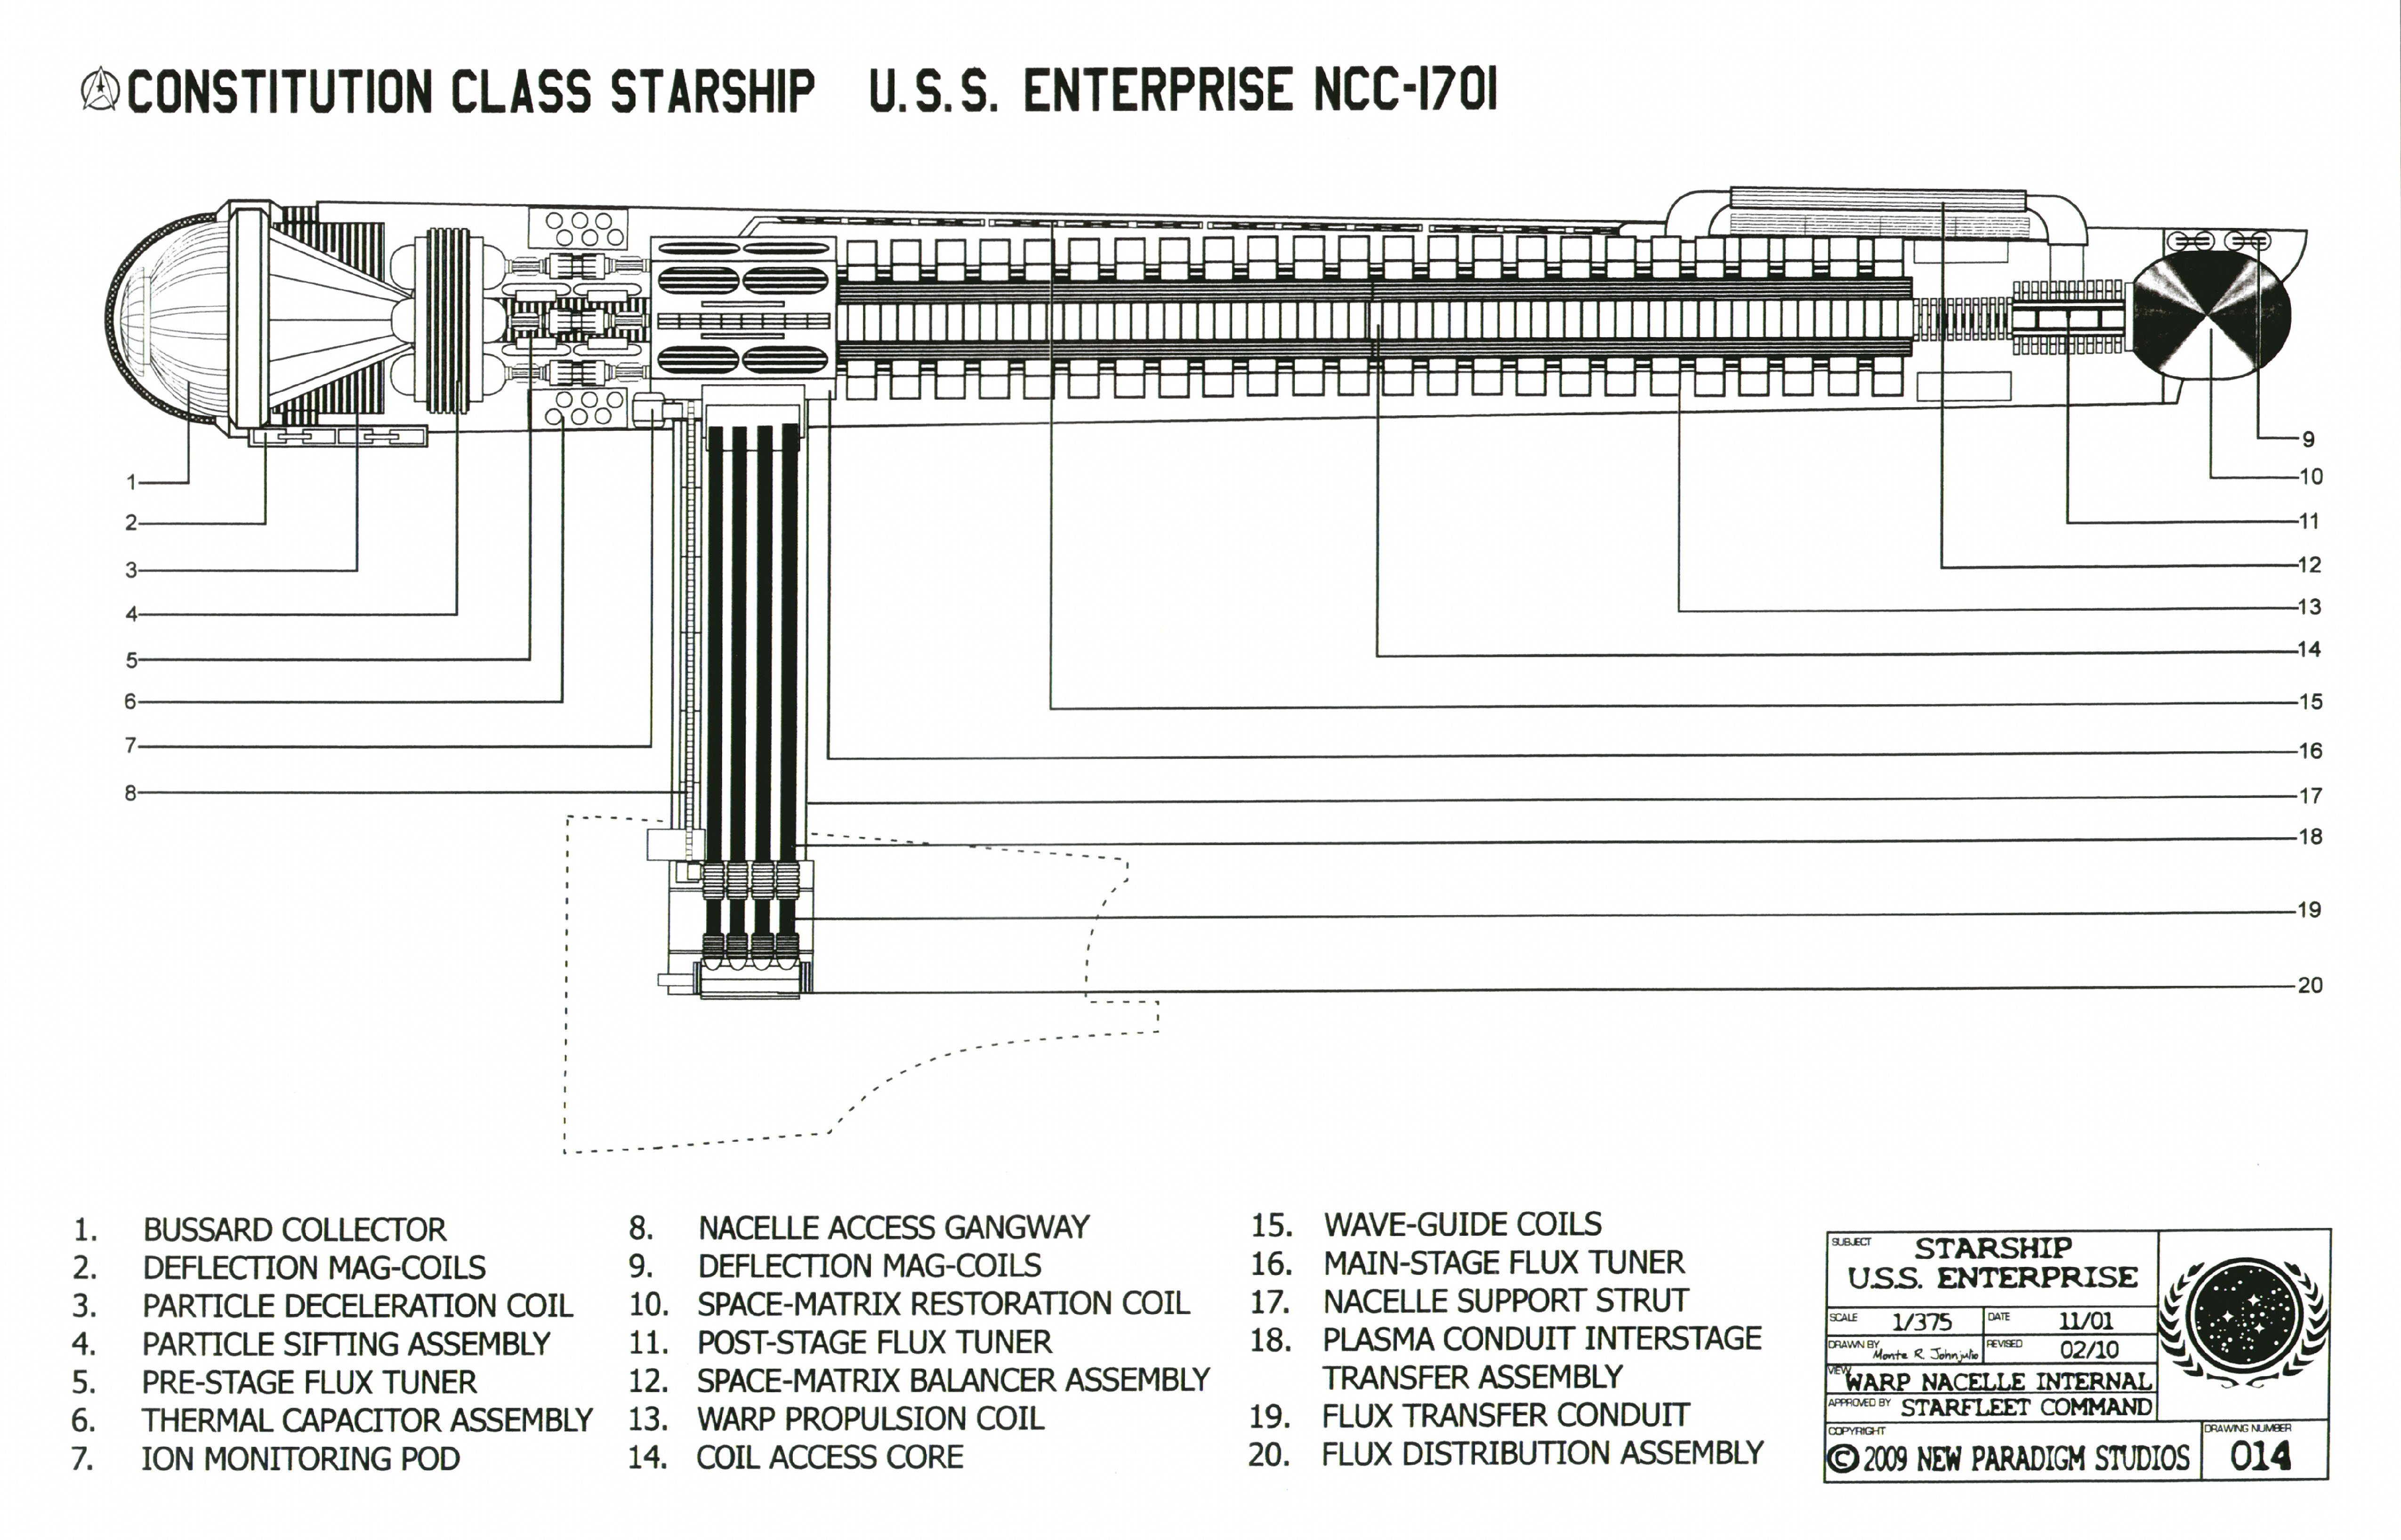 CONSTITUTION CLASS STARSHIP U.S.S. ENTERPRISE NCC-1701
1
2
3
4
5
6
7
8
9
10
11
12
13
14
15
16
17
18
19
20
1. BUSSARD COLLECTOR
2. DEFLECTION MAG-COILS
3. PARTICLE DECELERATION COIL
4. PARTICLE SIFTING ASSEMBLY
5. PRE-STAGE FLUX TUNER
6. THERMAL CAPACITOR ASSEMBLY
7. ION MONITORING POD
8. NACELLE ACCESS GANGWAY
9. DEFLECTION MAG-COILS
10. SPACE-MATRIX RESTORATION COIL
11. POST-STAGE FLUX TUNER
12. SPACE-MATRIX BALANCER ASSEMBLY
13. WARP PROPULSION COIL
14. COIL ACCESS CORE
15. WAVE-GUIDE COILS
16. MAIN-STAGE FLUX TUNER
17. NACELLE SUPPORT STRUT
18. PLASMA CONDUIT INTERSTAGE
TRANSFER ASSEMBLY
19. FLUX TRANSFER CONDUIT
20. FLUX DISTRIBUTION ASSEMBLY
SUBJECT STARSHIP
U.S.S. ENTERPRISE
SCALE 1/375 DATE 11/01
DRAWN BY Monte R. Johnjulio REVISED 02/10
VIEW WARP NACELLE INTERNAL
APPROVED BY STARFLEET COMMAND
COPYRIGHT © 2009 NEW PARADIGM STUDIOS
DRAWING NUMBER 014